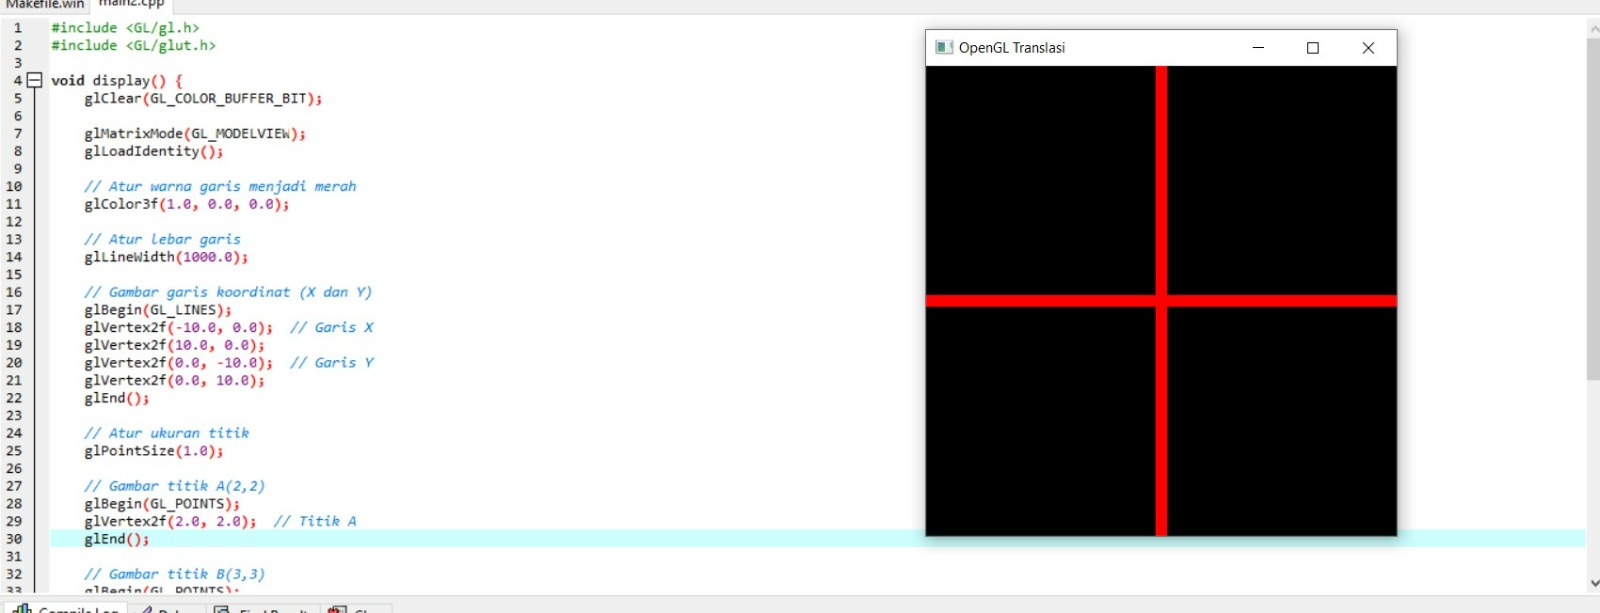 Makefile.win main2.cpp
1 #include <GL/gl.h>
2 #include <GL/glut.h>
3
4 void display() {
5 glClear(GL_COLOR_BUFFER_BIT);
6
7 glMatrixMode(GL_MODELVIEW);
8 glLoadIdentity();
9
10 // Atur warna garis menjadi merah
11 glColor3f(1.0, 0.0, 0.0);
12
13 // Atur lebar garis
14 glLineWidth(1000.0);
15
16 // Gambar garis koordinat (X dan Y)
17 glBegin(GL_LINES);
18 glVertex2f(-10.0, 0.0); // Garis X
19 glVertex2f(10.0, 0.0);
20 glVertex2f(0.0, -10.0); // Garis Y
21 glVertex2f(0.0, 10.0);
22 glEnd();
23
24 // Atur ukuran titik
25 glPointSize(1.0);
26
27 // Gambar titik A(2,2)
28 glBegin(GL_POINTS);
29 glVertex2f(2.0, 2.0); // Titik A
30 glEnd();
31
32 // Gambar titik B(3,3)
33 glBegin(GL_POINTS);
OpenGL Translasi
Compile Log